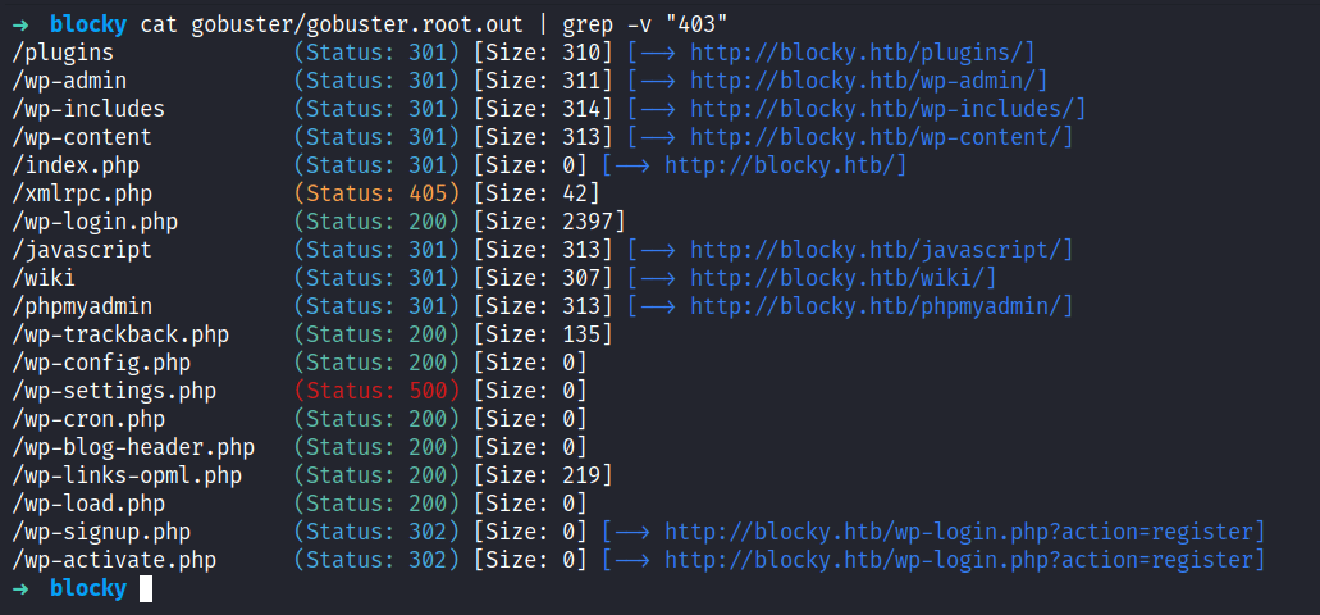 → blocky cat gobuster/gobuster.root.out | grep -v "403"
/plugins (Status: 301) [Size: 310] [⟶ http://blocky.htb/plugins/]
/wp-admin (Status: 301) [Size: 311] [⟶ http://blocky.htb/wp-admin/]
/wp-includes (Status: 301) [Size: 314] [⟶ http://blocky.htb/wp-includes/]
/wp-content (Status: 301) [Size: 313] [⟶ http://blocky.htb/wp-content/]
/index.php (Status: 301) [Size: 0] [⟶ http://blocky.htb/]
/xmlrpc.php (Status: 405) [Size: 42]
/wp-login.php (Status: 200) [Size: 2397]
/javascript (Status: 301) [Size: 313] [⟶ http://blocky.htb/javascript/]
/wiki (Status: 301) [Size: 307] [⟶ http://blocky.htb/wiki/]
/phpmyadmin (Status: 301) [Size: 313] [⟶ http://blocky.htb/phpmyadmin/]
/wp-trackback.php (Status: 200) [Size: 135]
/wp-config.php (Status: 200) [Size: 0]
/wp-settings.php (Status: 500) [Size: 0]
/wp-cron.php (Status: 200) [Size: 0]
/wp-blog-header.php (Status: 200) [Size: 0]
/wp-links-opml.php (Status: 200) [Size: 219]
/wp-load.php (Status: 200) [Size: 0]
/wp-signup.php (Status: 302) [Size: 0] [⟶ http://blocky.htb/wp-login.php?action=register]
/wp-activate.php (Status: 302) [Size: 0] [⟶ http://blocky.htb/wp-login.php?action=register]
→ blocky